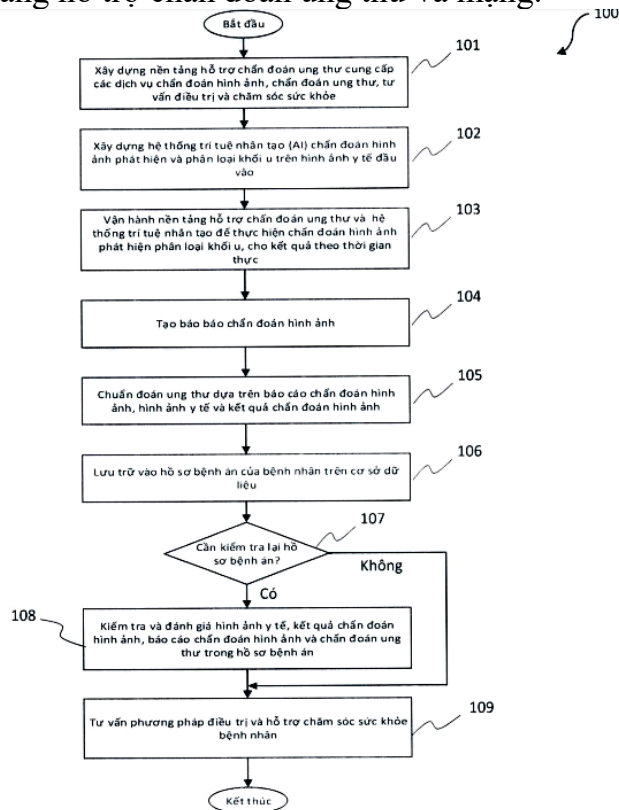 ảng hỗ trợ chẩn đoán ung thư vú mạng.
100
Bắt đầu
101
Xây dựng nền tảng hỗ trợ chẩn đoán ung thư cung cấp
các dịch vụ chẩn đoán hình ảnh, chẩn đoán ung thư, tư
vấn điều trị và chăm sóc sức khỏe
102
Xây dựng hệ thống trí tuệ nhân tạo (AI) chẩn đoán hình
ảnh phát hiện và phân loại khối u trên hình ảnh y tế đầu
vào
103
Vận hành nền tảng hỗ trợ chẩn đoán ung thư và hệ
thống trí tuệ nhân tạo để thực hiện chẩn đoán hình ảnh
phát hiện phân loại khối u, cho kết quả theo thời gian
thực
104
Tạo báo báo chẩn đoán hình ảnh
105
Chuẩn đoán ung thư dựa trên báo cáo chẩn đoán hình
ảnh, hình ảnh y tế và kết quả chẩn đoán hình ảnh
106
Lưu trữ vào hồ sơ bệnh án của bệnh nhân trên cơ sở dữ
liệu
107
Cần kiểm tra lại hồ
sơ bệnh án?
Không
Có
108
Kiểm tra và đánh giá hình ảnh y tế, kết quả chẩn đoán
hình ảnh, báo cáo chẩn đoán hình ảnh và chẩn đoán ung
thư trong hồ sơ bệnh án
109
Tư vấn phương pháp điều trị và hỗ trợ chăm sóc sức khỏe
bệnh nhân
Kết thúc